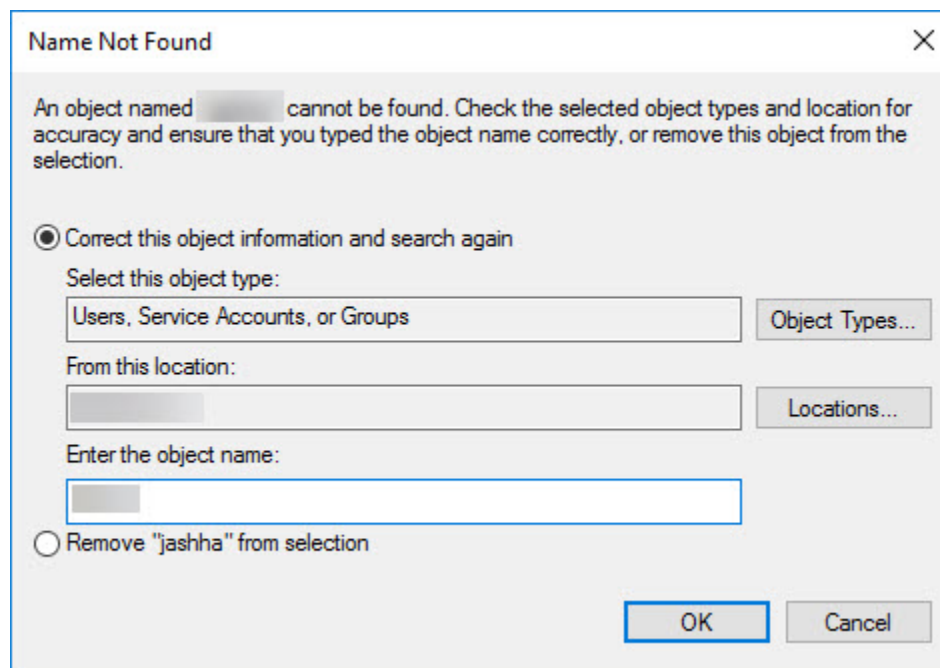 Name Not Found
An object named cannot be found. Check the selected object types and location for
accuracy and ensure that you typed the object name correctly, or remove this object from the
selection.
Correct this object information and search again
Select this object type:
Users, Service Accounts, or Groups
Object Types...
From this location:
Locations...
Enter the object name:
Remove "jashha" from selection
OK
Cancel